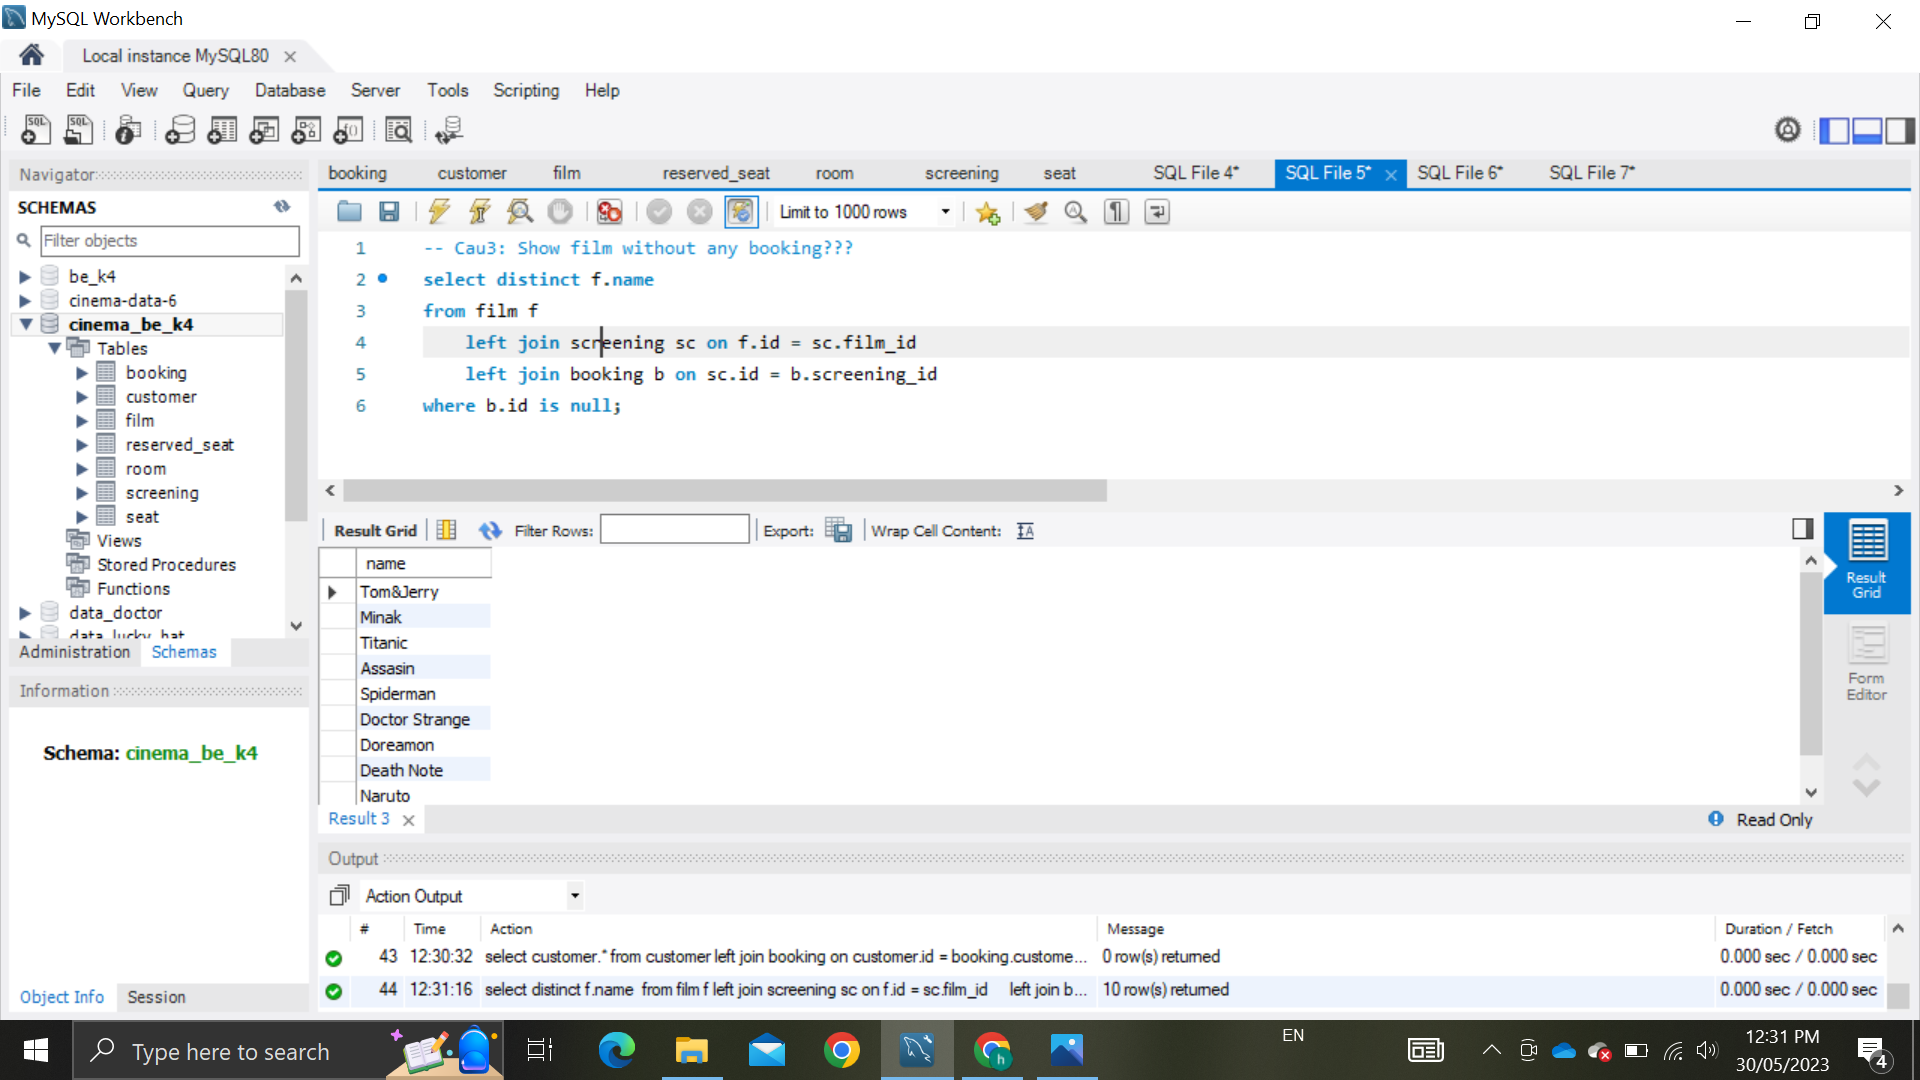 MySQL Workbench
Local instance MySQL80
File Edit View Query Database Server Tools Scripting Help
Navigator
SCHEMAS
Filter objects
be_k4
cinema-data-6
cinema_be_k4
Tables
booking
customer
film
reserved_seat
room
screening
seat
Views
Stored Procedures
Functions
data_doctor
data_lucky_hat
Administration Schemas
Information
Schema: cinema_be_k4
Object Info Session
booking customer film reserved_seat room screening seat SQL File 4* SQL File 5* SQL File 6* SQL File 7*
Limit to 1000 rows
1 -- Cau3: Show film without any booking???
2 select distinct f.name
3 from film f
4 left join screening sc on f.id = sc.film_id
5 left join booking b on sc.id = b.screening_id
6 where b.id is null;
Result Grid Filter Rows: Export: Wrap Cell Content:
name
Tom&Jerry
Minak
Titanic
Assasin
Spiderman
Doctor Strange
Doreamon
Death Note
Naruto
Result Grid
Form Editor
Result 3 Read Only
Output
Action Output
# Time Action Message Duration / Fetch
43 12:30:32 select customer.* from customer left join booking on customer.id = booking.custome... 0 row(s) returned 0.000 sec / 0.000 sec
44 12:31:16 select distinct f.name from film f left join screening sc on f.id = sc.film_id left join b... 10 row(s) returned 0.000 sec / 0.000 sec
Type here to search
EN
12:31 PM
30/05/2023
4